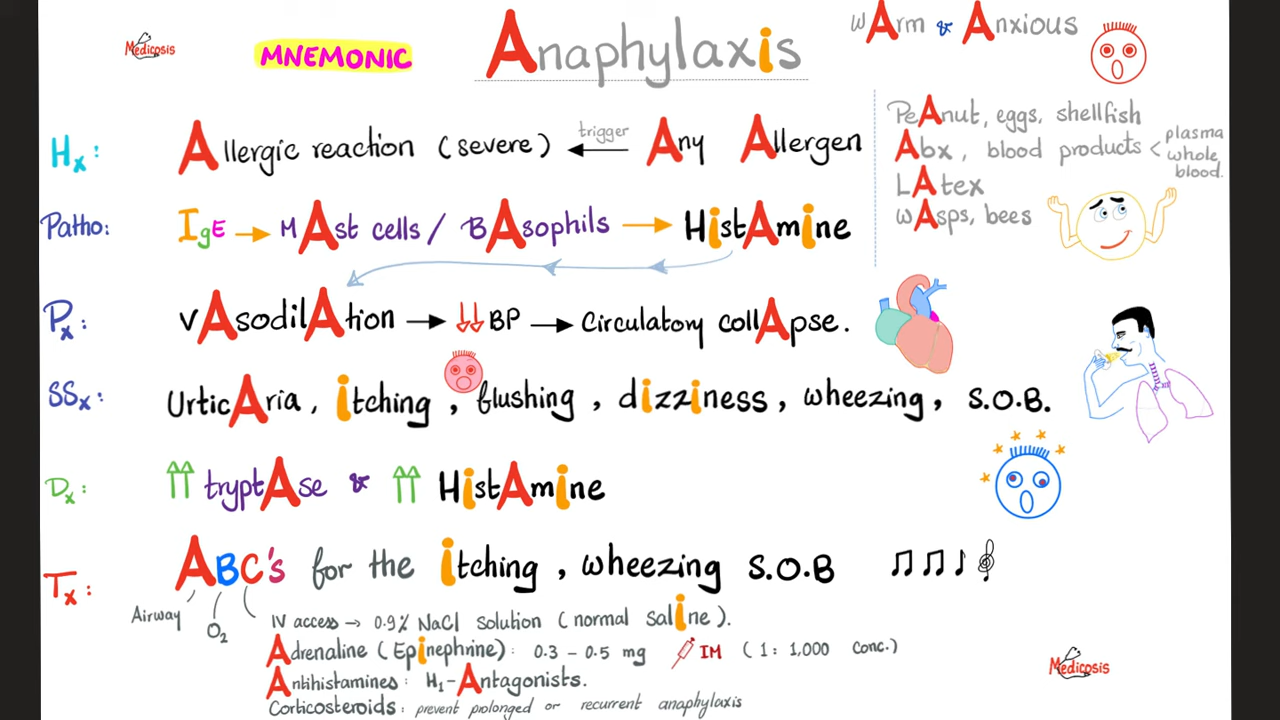 Medicosis
MNEMONIC
Anaphylaxis
wArm & Anxious
Hx: Allergic reaction (severe) ← trigger Any Allergen
PeAnut, eggs, shellfish
Abx, blood products < plasma
whole
blood.
LAtex
wAsps, bees
Patho: IgE → MAst cells / BAsophils → HistAmine
Px: vAsodilAtion → ↓↓ BP → Circulatory collApse.
SSx: UrticAria, itching, flushing, dizziness, wheezing, S.O.B.
Dx: ↑↑ tryptAse & ↑↑ HistAmine
Tx: ABC's for the itching, wheezing S.O.B
Airway
O₂
IV access → 0.9% NaCl solution (normal saline).
Adrenaline (Epinephrine): 0.3 - 0.5 mg IM (1: 1,000 Conc.)
Antihistamines: H₁-Antagonists.
Corticosteroids: prevent prolonged or recurrent anaphylaxis
Medicosis